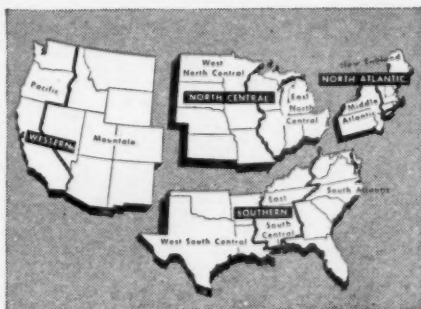 West
North Central
New England
NORTH ATLANTIC
Pacific
NORTH CENTRAL
East
North
Central
Middle
Atlantic
WESTERN
Mountain
East
South Atlantic
SOUTHERN
South
Central
West South Central